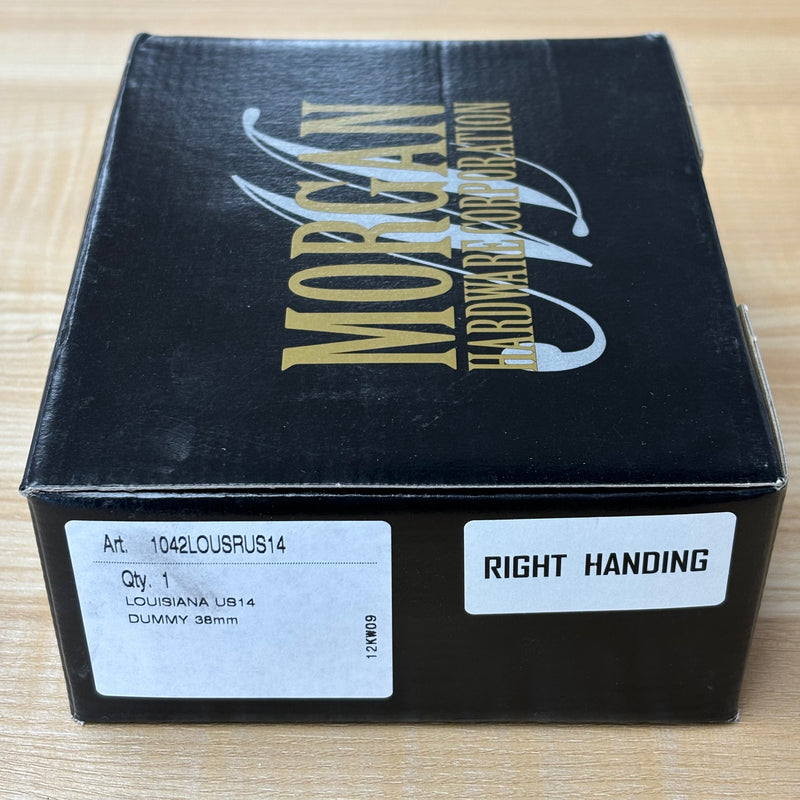 MORGAN
HARDWARE CORPORATION
Art. 1042LOUSRUS14
Qty. 1
LOUISIANA US14
DUMMY 38mm
12KW09
RIGHT HANDING